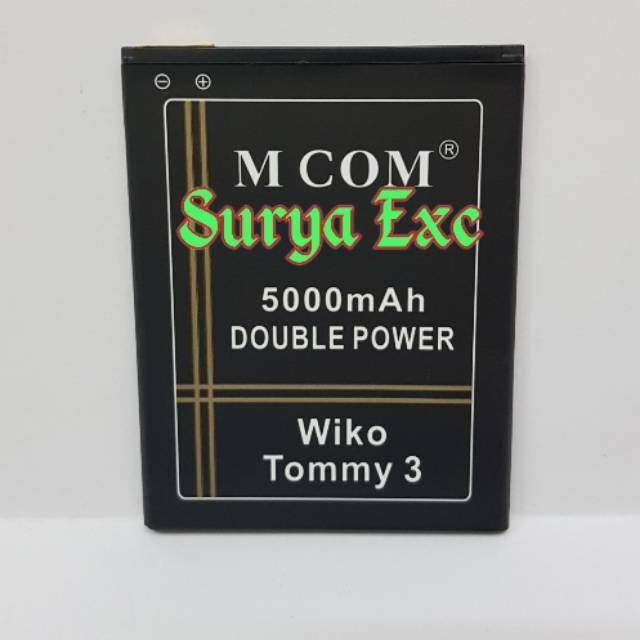 ⊖ ⊕
M COM®
Surya Exc
5000mAh
DOUBLE POWER
Wiko
Tommy 3